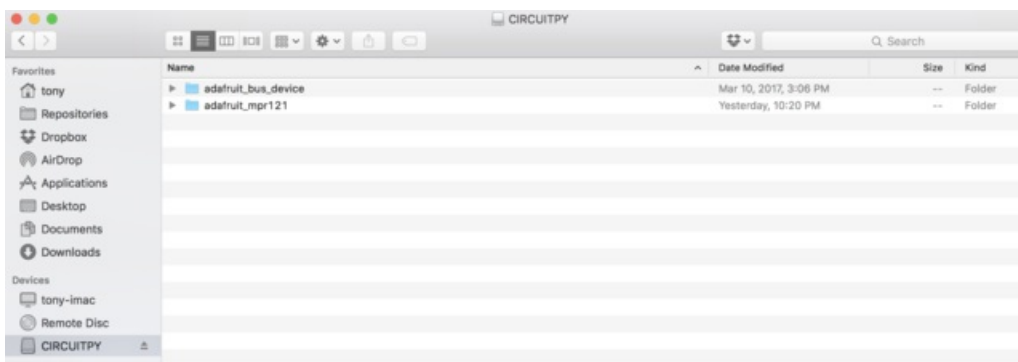 CIRCUITPY
Search
Favorites
tony
Repositories
Dropbox
AirDrop
Applications
Desktop
Documents
Downloads
Devices
tony-imac
Remote Disc
CIRCUITPY
Name Date Modified Size Kind
adafruit_bus_device Mar 10, 2017, 3:06 PM -- Folder
adafruit_mpr121 Yesterday, 10:20 PM -- Folder